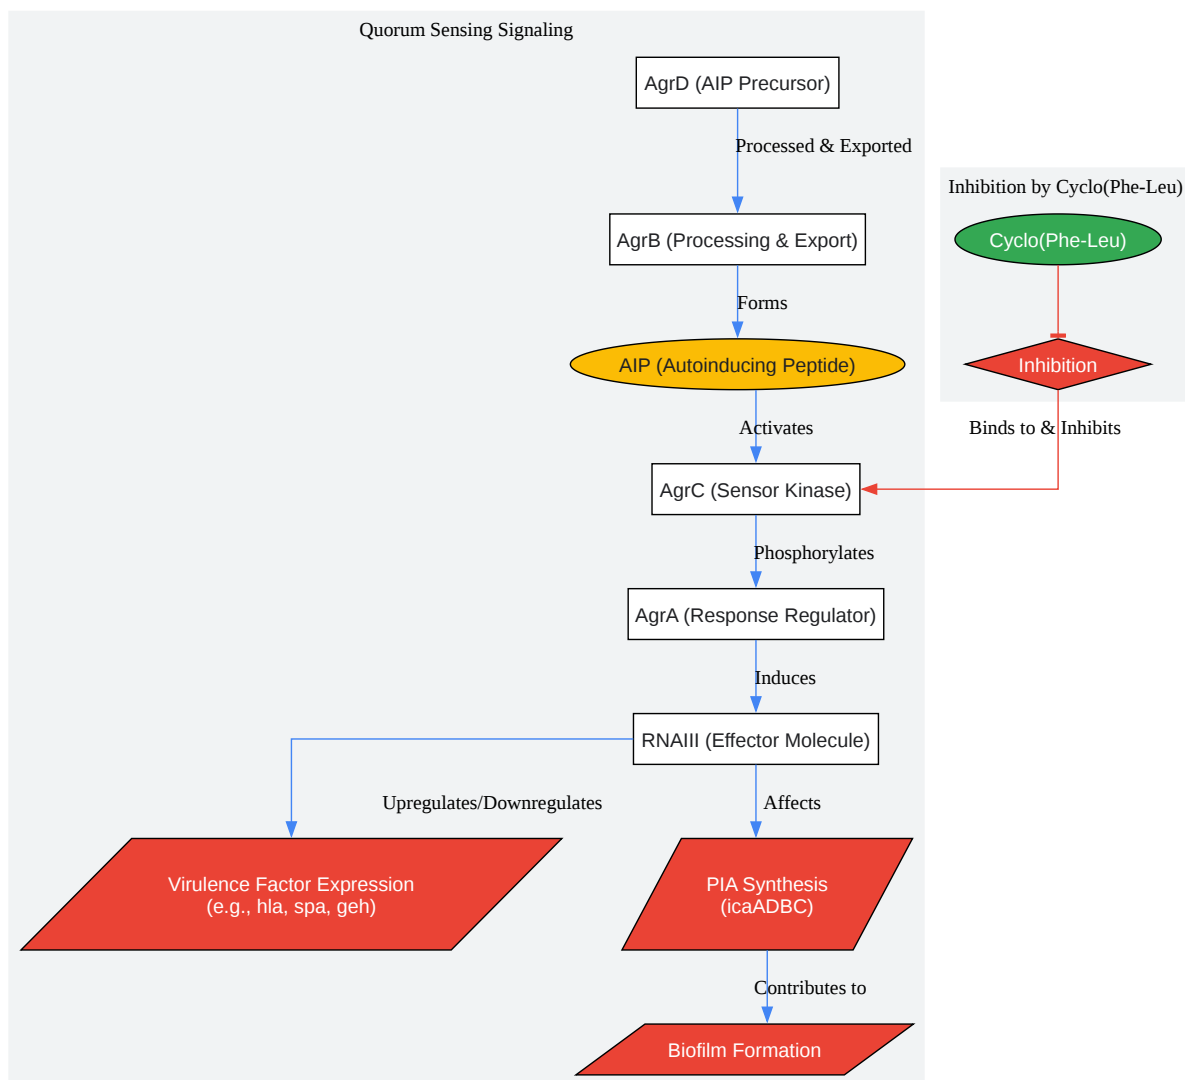 Quorum Sensing Signaling
AgrD (AIP Precursor)
Processed & Exported
Inhibition by Cyclo(Phe-Leu)
AgrB (Processing & Export)
Cyclo(Phe-Leu)
Forms
AIP (Autoinducing Peptide)
Inhibition
Activates
Binds to & Inhibits
AgrC (Sensor Kinase)
Phosphorylates
AgrA (Response Regulator)
Induces
RNAIII (Effector Molecule)
Upregulates/Downregulates
Affects
Virulence Factor Expression
(e.g., hla, spa, geh)
PIA Synthesis
(icaADBC)
Contributes to
Biofilm Formation